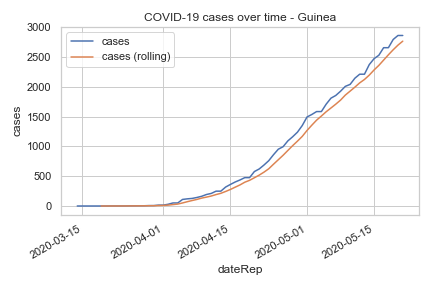 COVID-19 cases over time - Guinea
cases
cases (rolling)
3000
2500
2000
1500
1000
500
0
cases
2020-03-15
2020-04-01
2020-04-15
2020-05-01
2020-05-15
dateRep